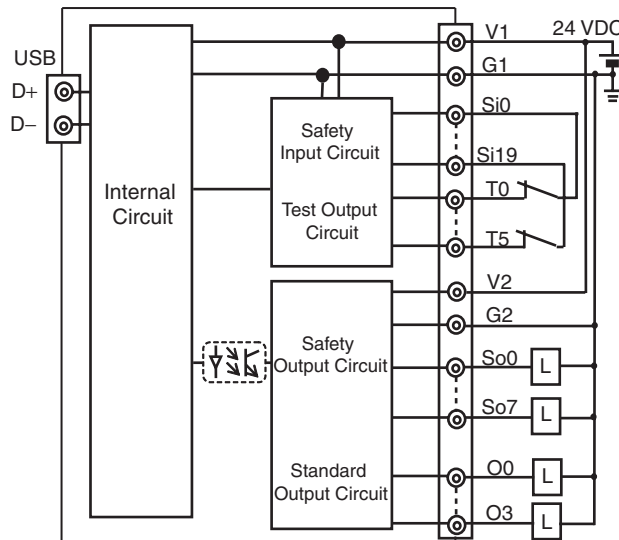 V1
24 VDC
USB
G1
D+
Si0
D−
Safety
Input Circuit
Si19
Internal
Circuit
T0
Test Output
Circuit
T5
V2
G2
Safety
Output Circuit
So0
L
So7
L
Standard
Output Circuit
O0
L
O3
L